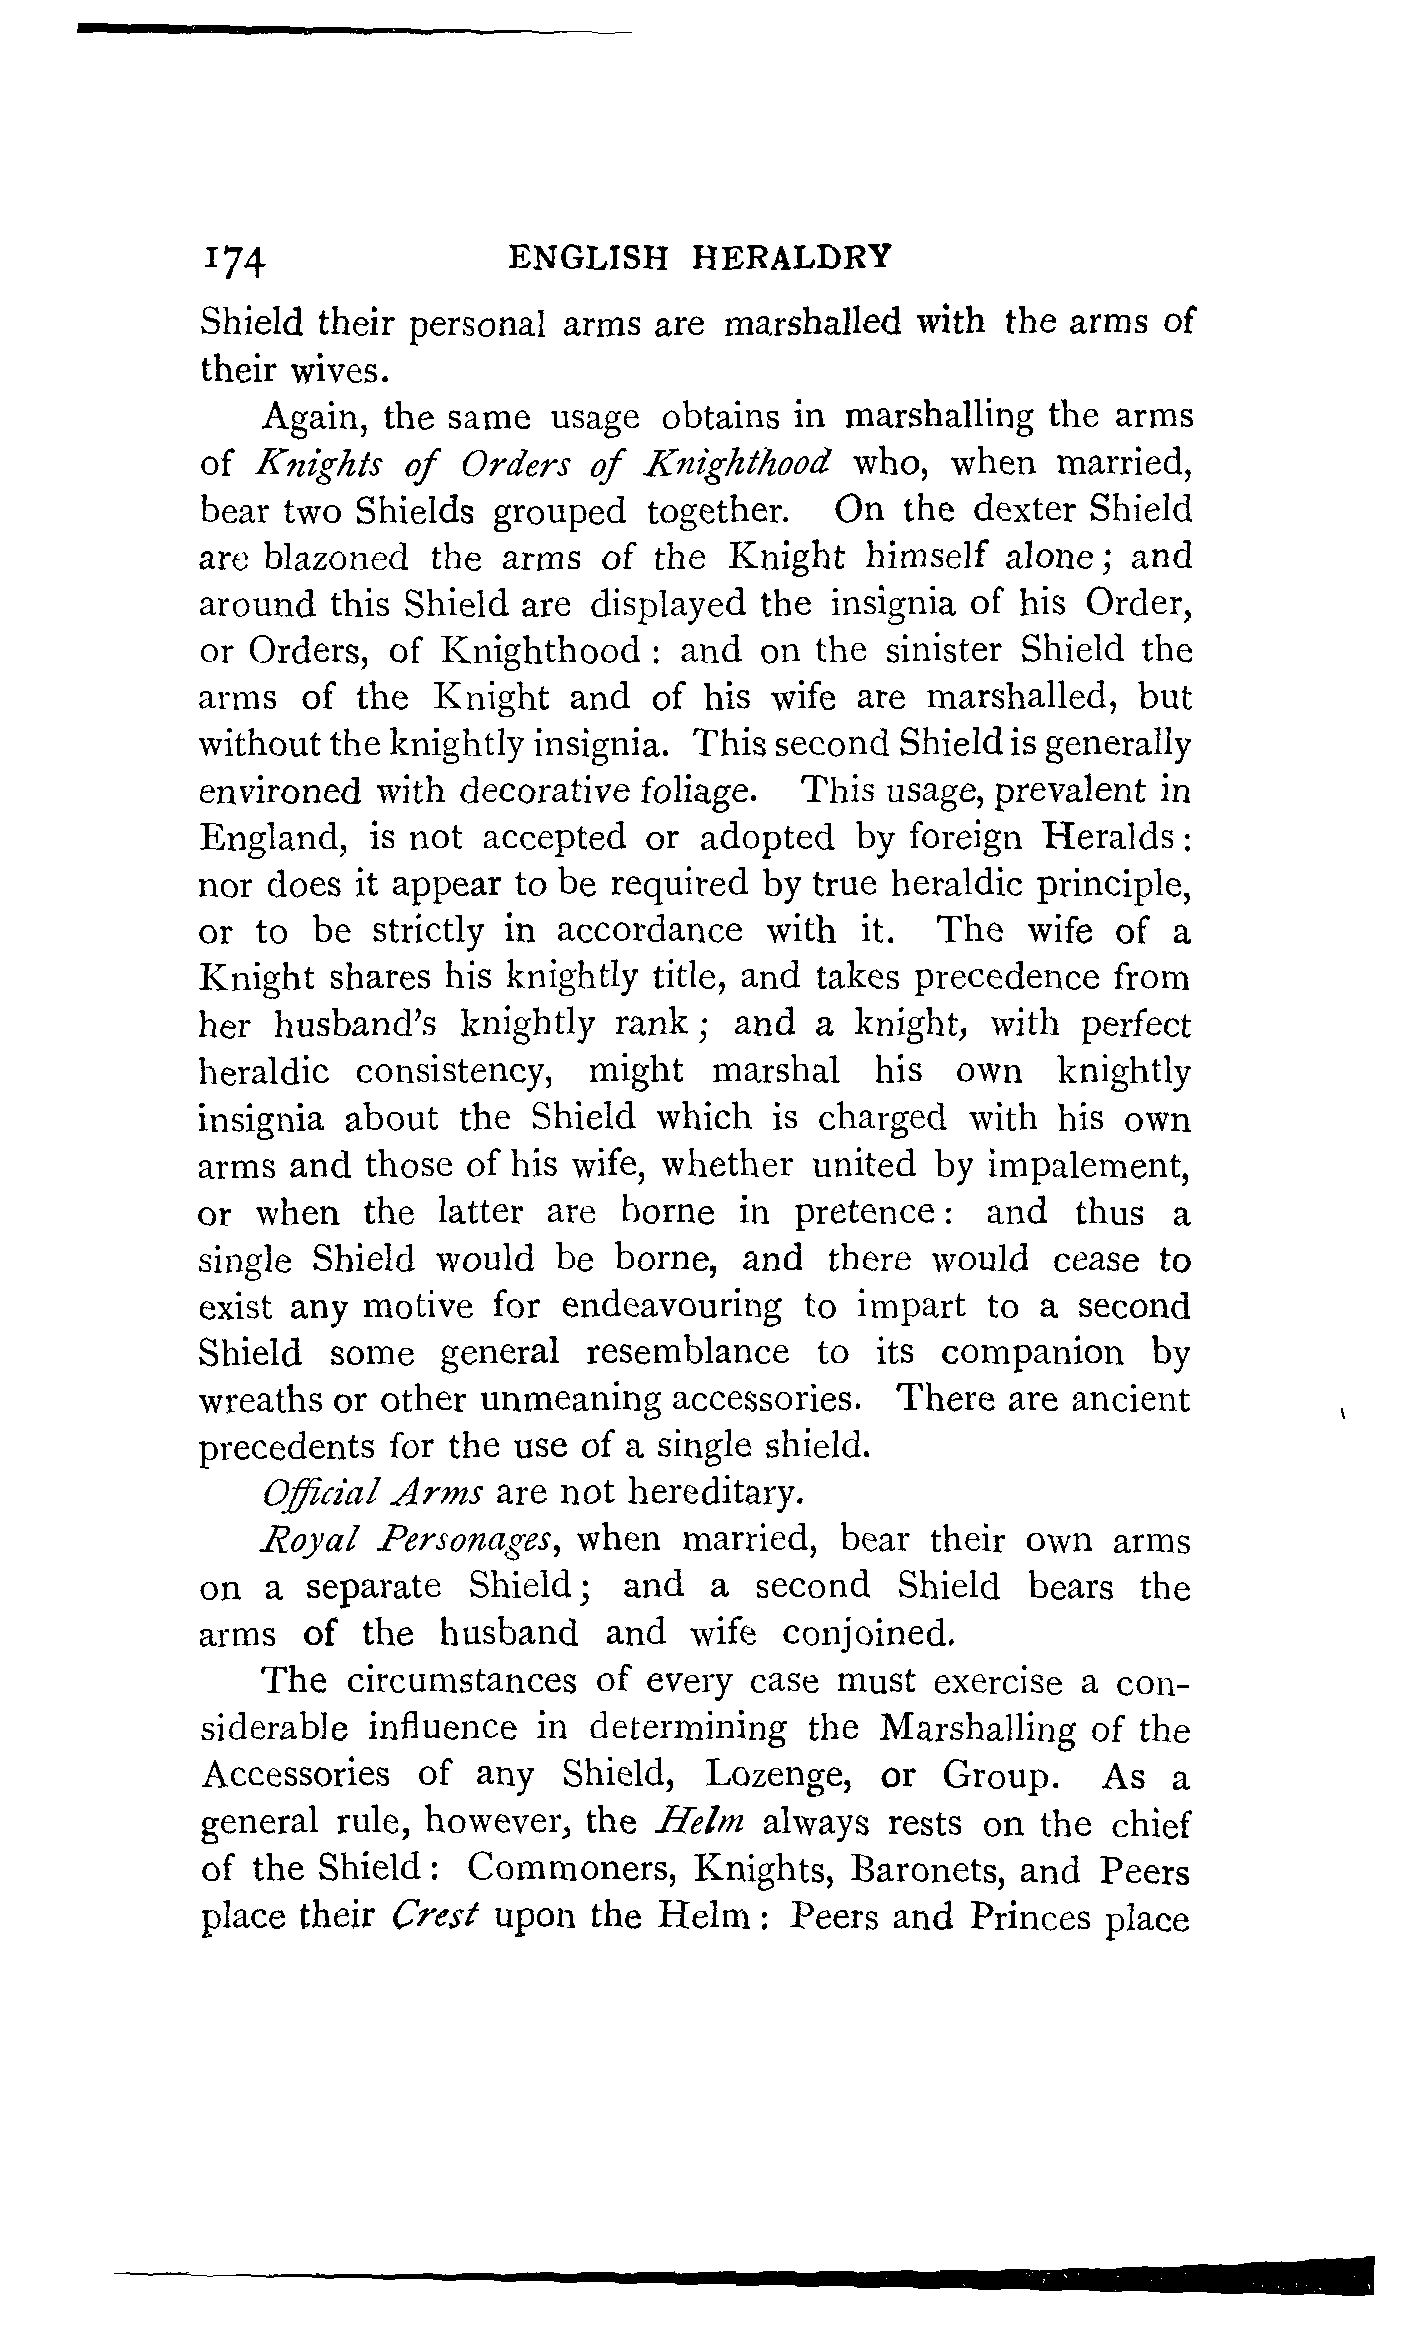 174 ENGLISH HERALDRY
Shield their personal arms are marshalled with the arms of
their wives.
Again, the same usage obtains in marshalling the arms
of Knights of Orders of Knighthood who, when married,
bear two Shields grouped together. On the dexter Shield
are blazoned the arms of the Knight himself alone; and
around this Shield are displayed the insignia of his Order,
or Orders, of Knighthood : and on the sinister Shield the
arms of the Knight and of his wife are marshalled, but
without the knightly insignia. This second Shield is generally
environed with decorative foliage. This usage, prevalent in
England, is not accepted or adopted by foreign Heralds :
nor does it appear to be required by true heraldic principle,
or to be strictly in accordance with it. The wife of a
Knight shares his knightly title, and takes precedence from
her husband's knightly rank ; and a knight, with perfect
heraldic consistency, might marshal his own knightly
insignia about the Shield which is charged with his own
arms and those of his wife, whether united by impalement,
or when the latter are borne in pretence : and thus a
single Shield would be borne, and there would cease to
exist any motive for endeavouring to impart to a second
Shield some general resemblance to its companion by
wreaths or other unmeaning accessories. There are ancient
precedents for the use of a single shield.
Official Arms are not hereditary.
Royal Personages, when married, bear their own arms
on a separate Shield ; and a second Shield bears the
arms of the husband and wife conjoined.
The circumstances of every case must exercise a con-
siderable influence in determining the Marshalling of the
Accessories of any Shield, Lozenge, or Group. As a
general rule, however, the Helm always rests on the chief
of the Shield : Commoners, Knights, Baronets, and Peers
place their Crest upon the Helm : Peers and Princes place